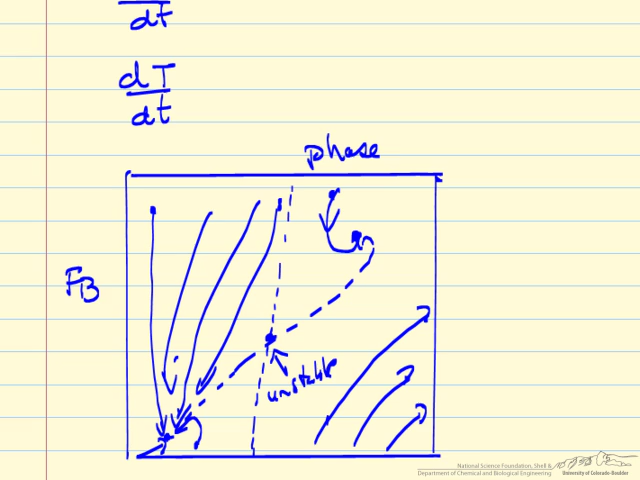 dt
dT
dt
phase
FB
unstable
National Science Foundation, Shell &
Department of Chemical and Biological Engineering
University of Colorado-Boulder